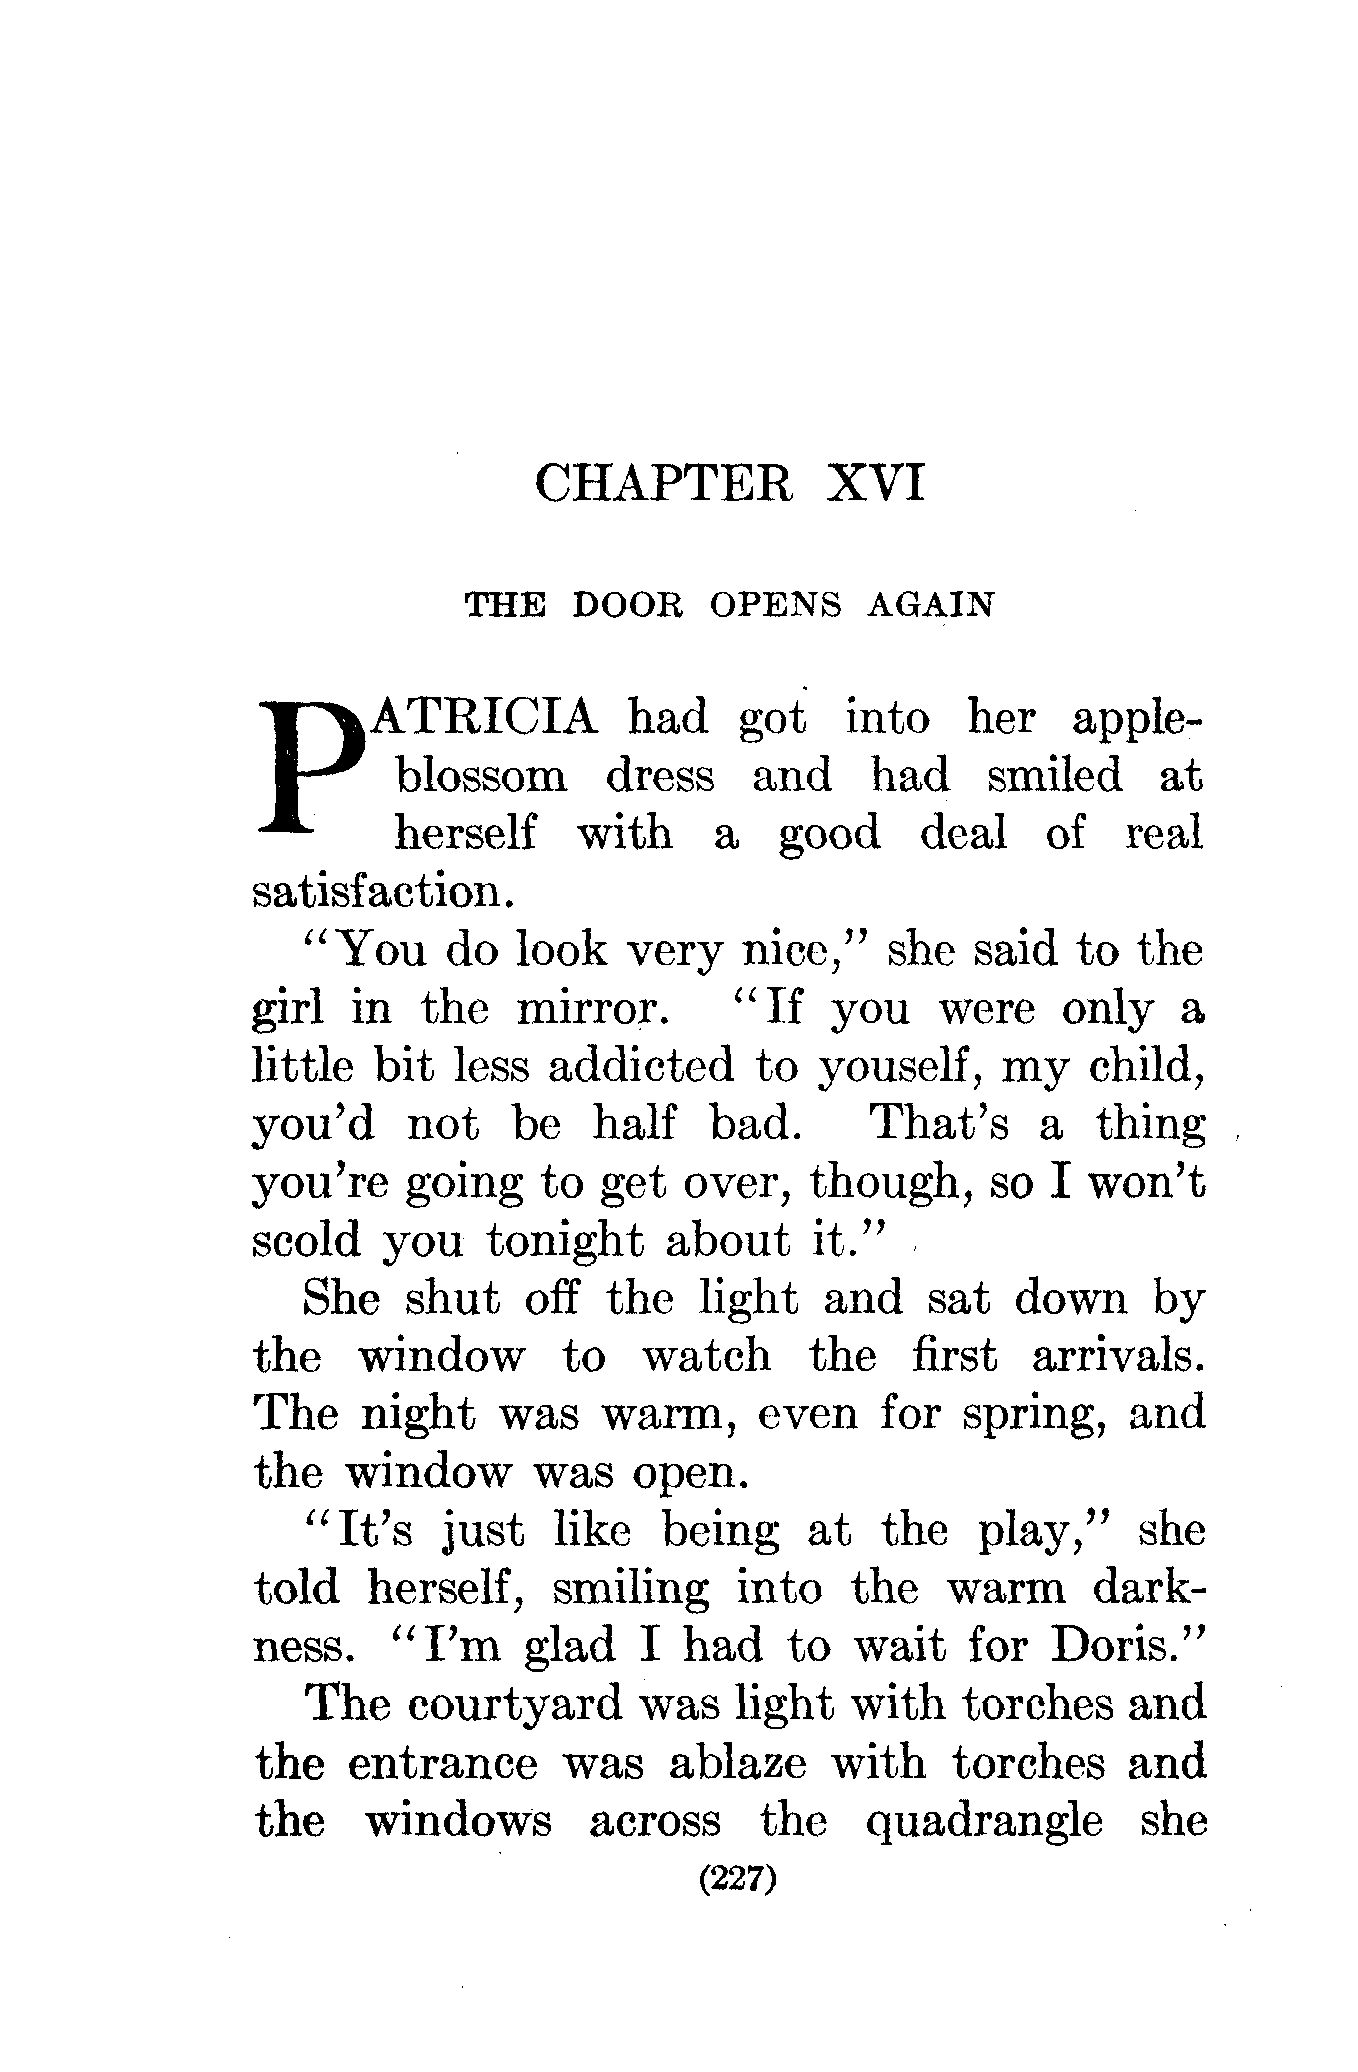 CHAPTER XVI
THE DOOR OPENS AGAIN
PATRICIA had got into her apple-
blossom dress and had smiled at
herself with a good deal of real
satisfaction.
"You do look very nice," she said to the
girl in the mirror. "If you were only a
little bit less addicted to youself, my child,
you'd not be half bad. That's a thing
you're going to get over, though, so I won't
scold you tonight about it."
She shut off the light and sat down by
the window to watch the first arrivals.
The night was warm, even for spring, and
the window was open.
"It's just like being at the play," she
told herself, smiling into the warm dark-
ness. "I'm glad I had to wait for Doris."
The courtyard was light with torches and
the entrance was ablaze with torches and
the windows across the quadrangle she
(227)